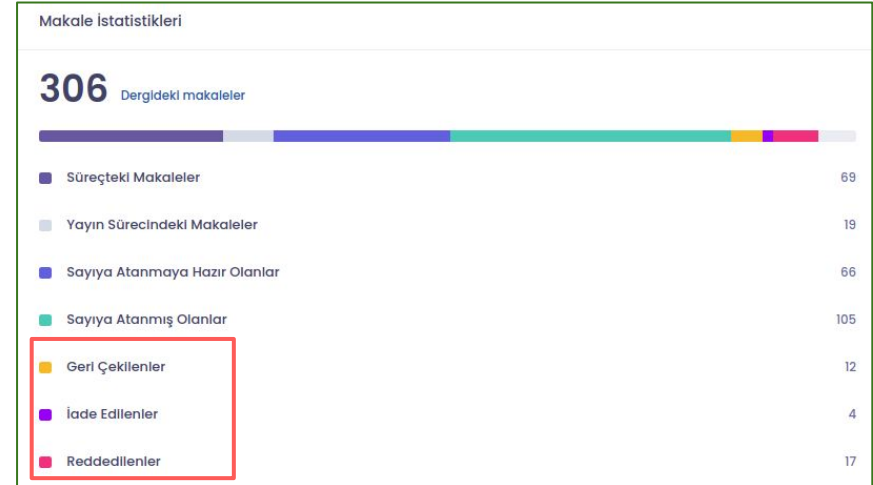 Makale İstatistikleri
306 Dergideki makaleler
Süreçteki Makaleler 69
Yayın Sürecindeki Makaleler 19
Sayıya Atanmaya Hazır Olanlar 66
Sayıya Atanmış Olanlar 105
Geri Çekilenler 12
İade Edilenler 4
Reddedilenler 17